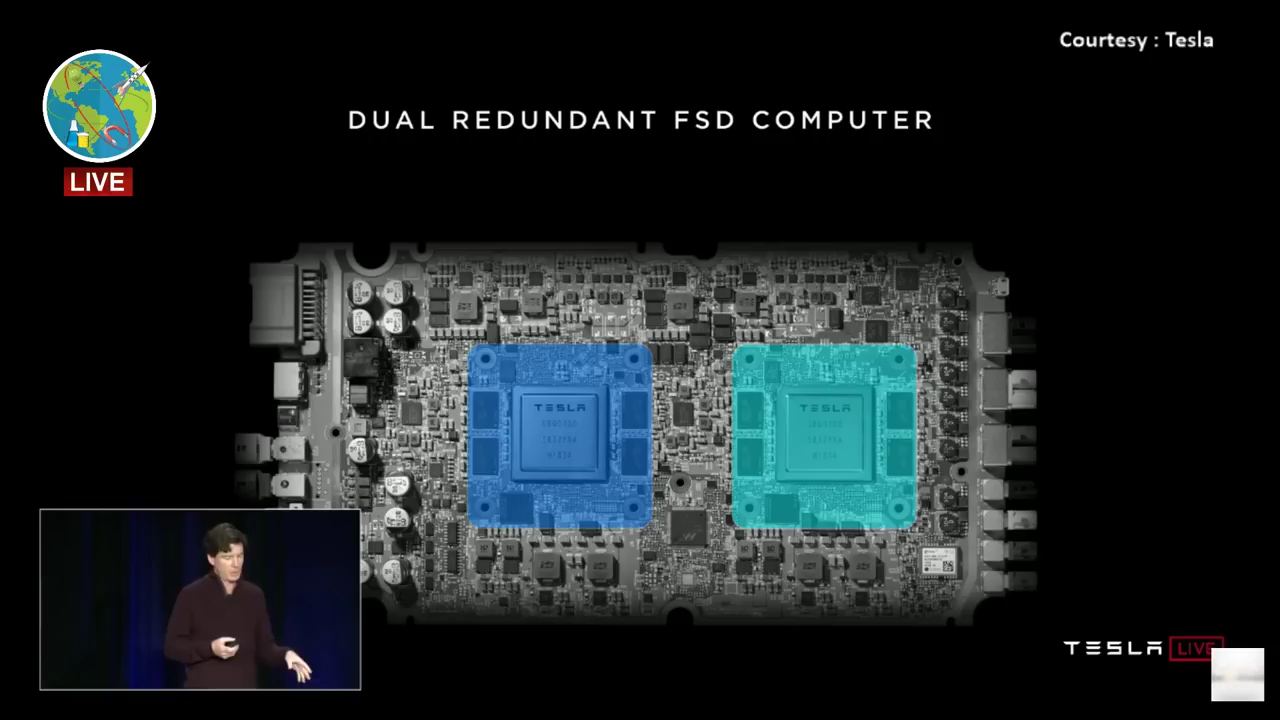 Courtesy : Tesla
DUAL REDUNDANT FSD COMPUTER
LIVE
TESLA
TESLA
TESLA LIVE